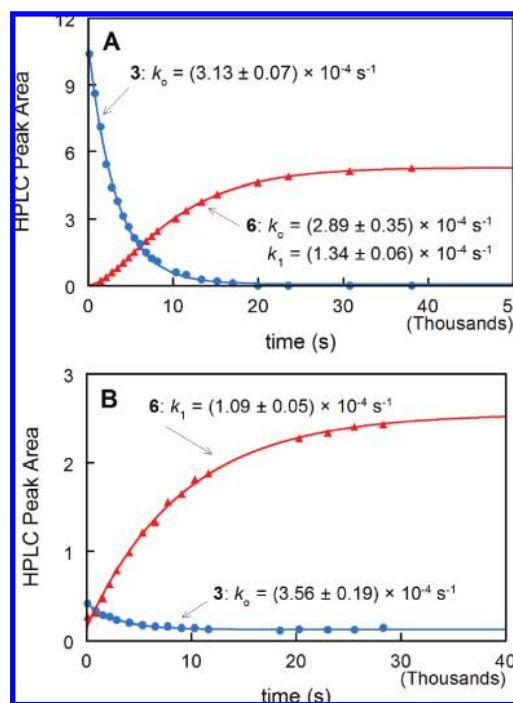 12
A
3: kₒ = (3.13 ± 0.07) × 10⁻⁴ s⁻¹
9
HPLC Peak Area
6
6: kₒ = (2.89 ± 0.35) × 10⁻⁴ s⁻¹
k₁ = (1.34 ± 0.06) × 10⁻⁴ s⁻¹
3
0
0 10 20 30 40 50
(Thousands)
time (s)
3
B
6: k₁ = (1.09 ± 0.05) × 10⁻⁴ s⁻¹
2
HPLC Peak Area
1
3: kₒ = (3.56 ± 0.19) × 10⁻⁴ s⁻¹
0
0 10 20 30 40
(Thousands)
time (s)